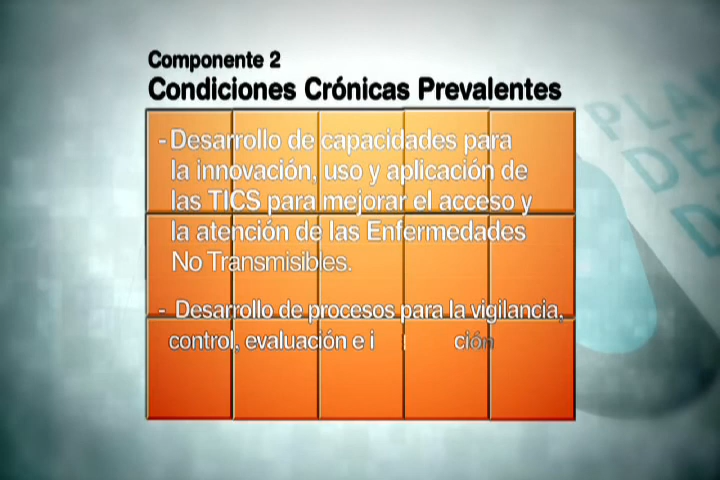 Componente 2
Condiciones Crónicas Prevalentes
- Desarrollo de capacidades para
la innovación, uso y aplicación de
las TICS para mejorar el acceso y
la atención de las Enfermedades
No Transmisibles.
- Desarrollo de procesos para la vigilancia,
control, evaluación e
PLAN